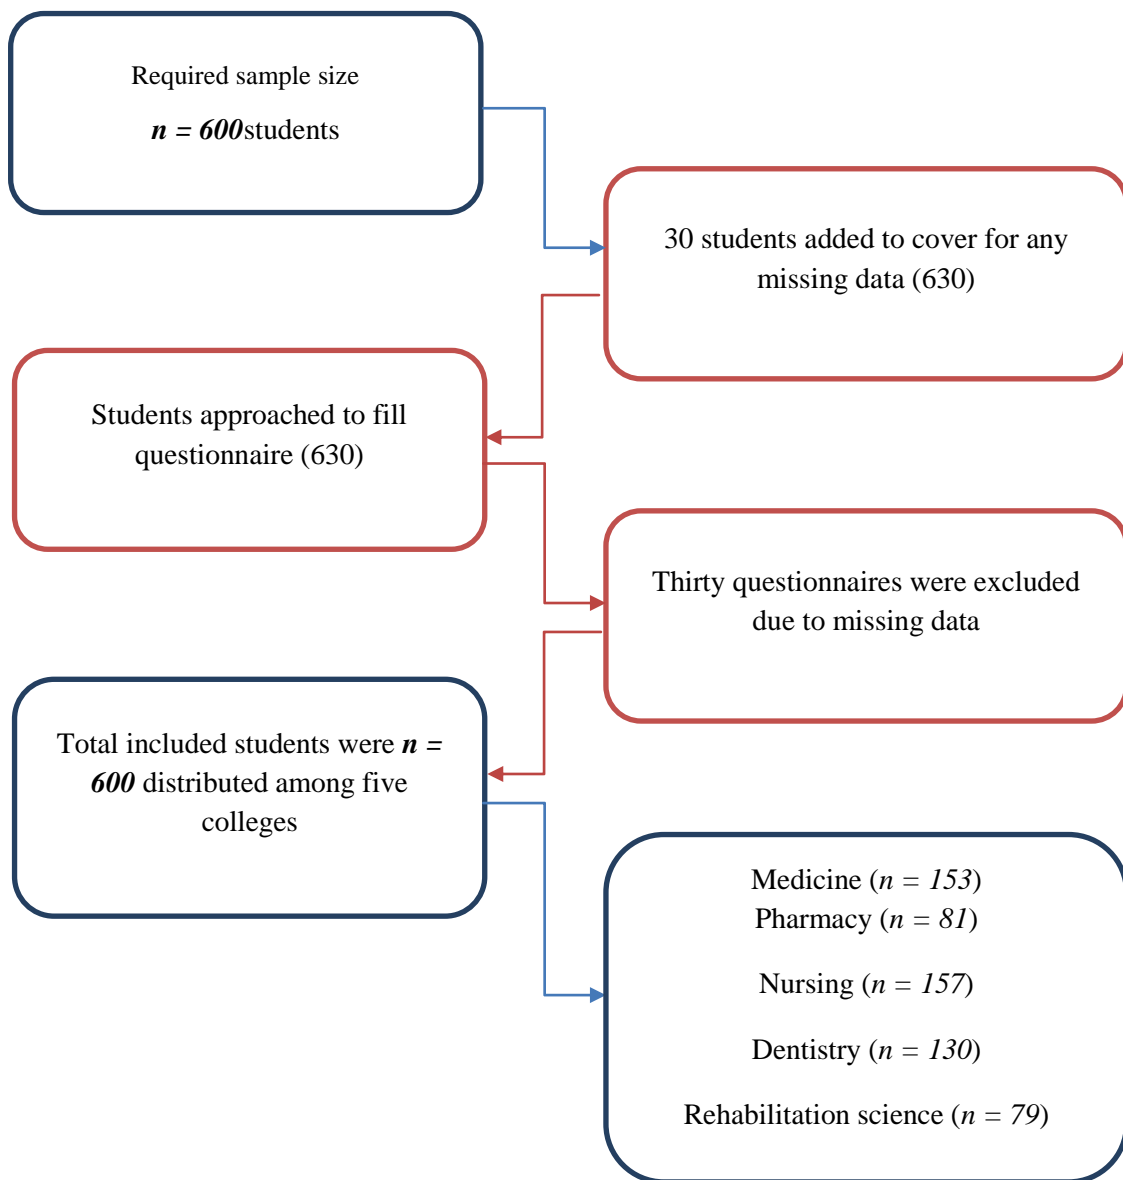 Required sample size
n = 600students
30 students added to cover for any
missing data (630)
Students approached to fill
questionnaire (630)
Thirty questionnaires were excluded
due to missing data
Total included students were n =
600 distributed among five
colleges
Medicine (n = 153)
Pharmacy (n = 81)
Nursing (n = 157)
Dentistry (n = 130)
Rehabilitation science (n = 79)